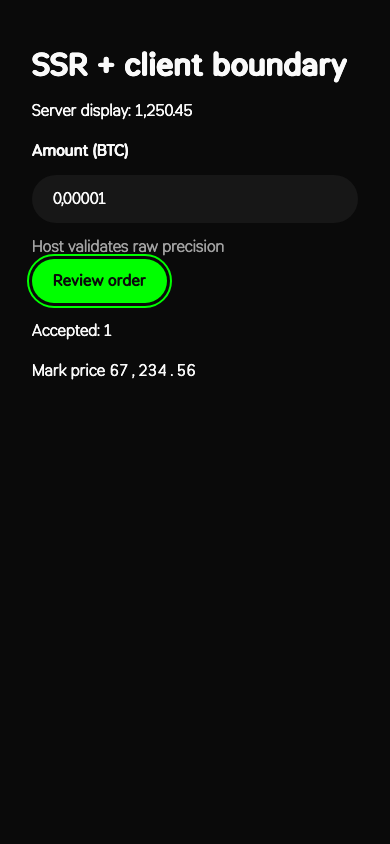 SSR + client boundary
Server display: 1,250.45
Amount (BTC)
0,00001
Host validates raw precision
Review order
Accepted: 1
Mark price 67 , 234 . 56